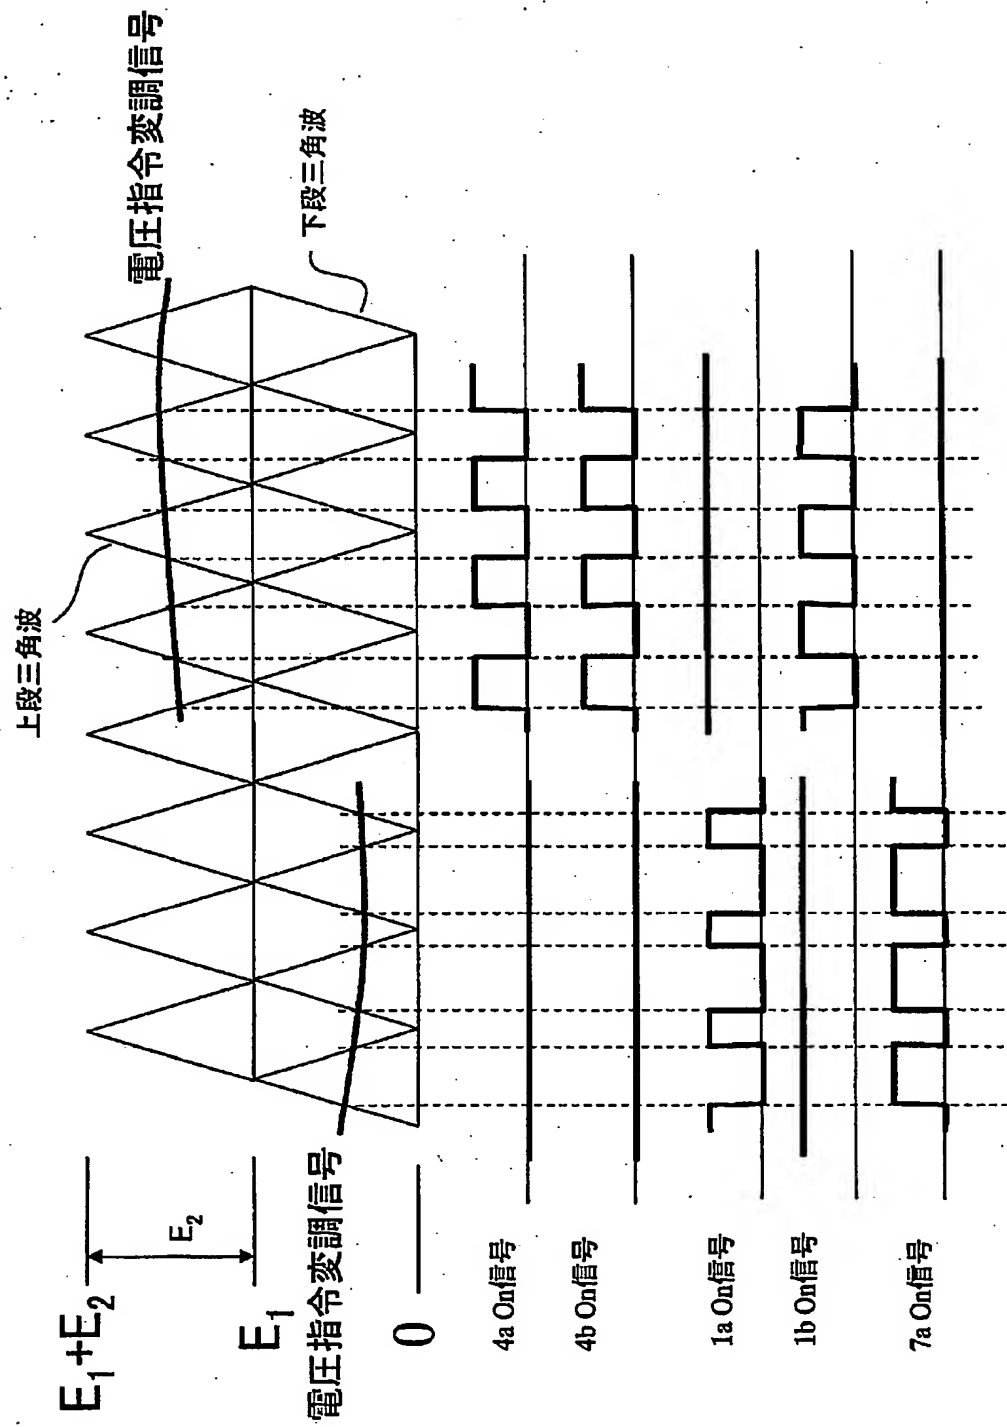 電圧指令変調信号
上段三角波
下段三角波
E₁+E₂
E₂
E₁
電圧指令変調信号
0
4a On信号
4b On信号
1a On信号
1b On信号
7a On信号